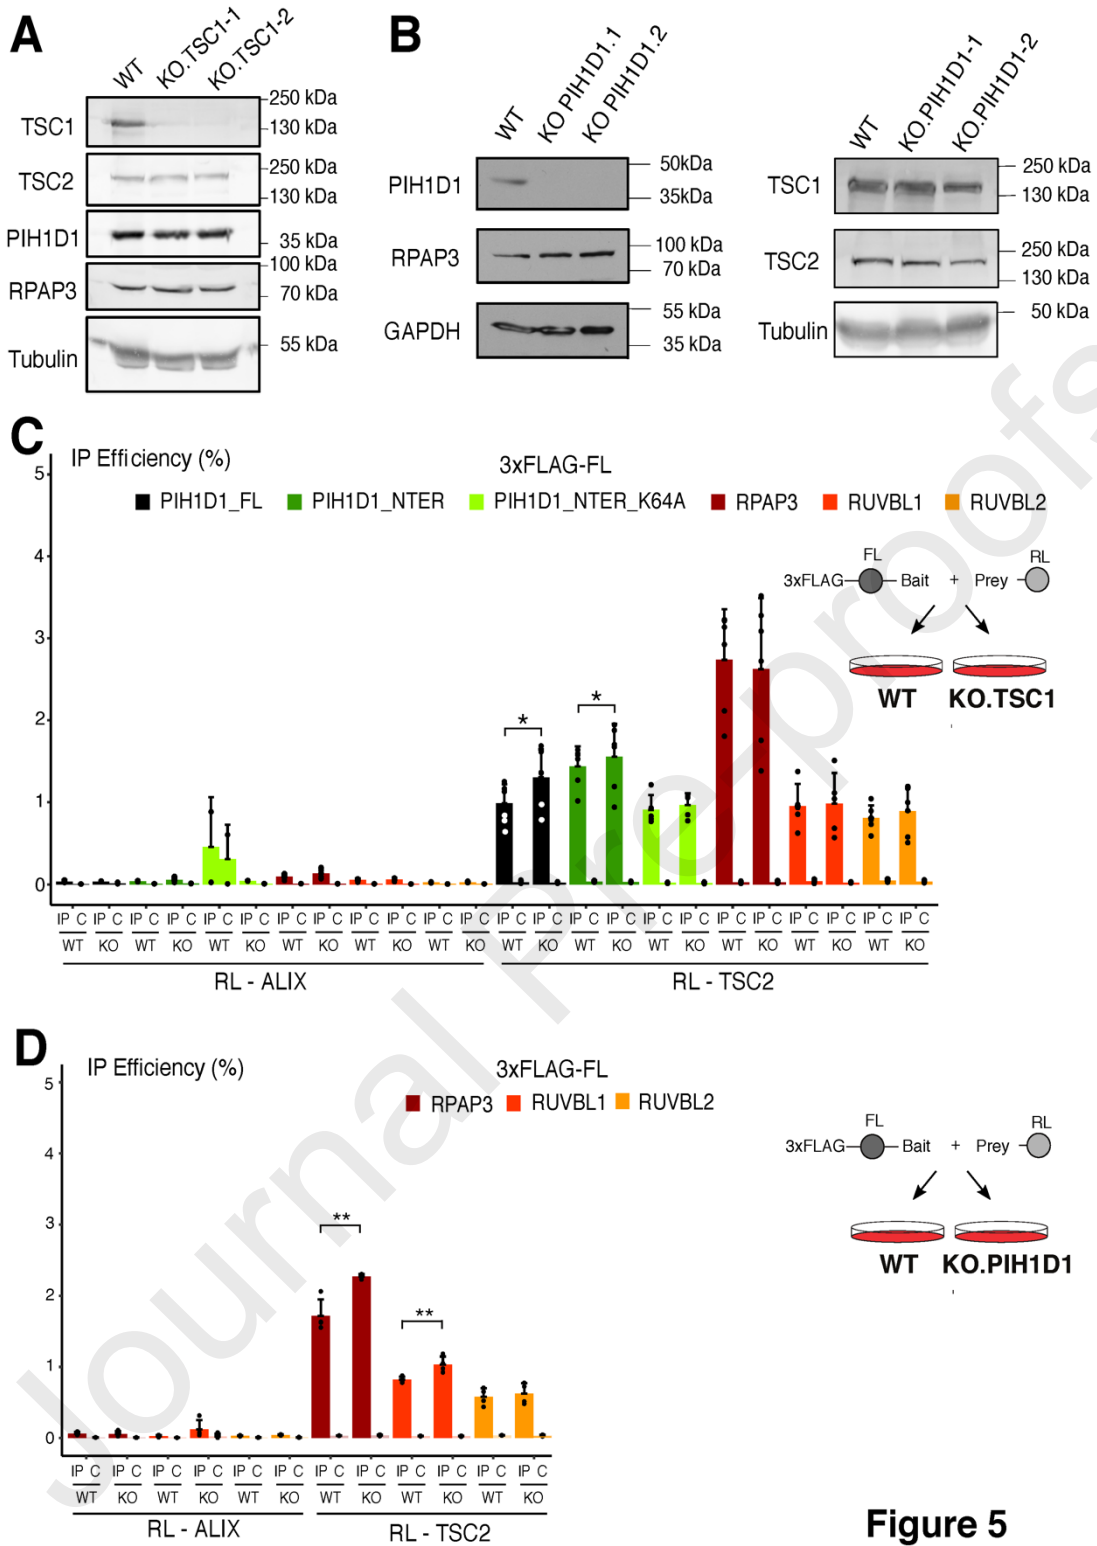 A
WT KO.TSC1-1 KO.TSC1-2
TSC1
250 kDa
130 kDa
TSC2
250 kDa
130 kDa
PIH1D1
35 kDa
RPAP3
100 kDa
70 kDa
Tubulin
55 kDa
B
WT KO PIH1D1.1 KO PIH1D1.2
PIH1D1
50kDa
35kDa
RPAP3
100 kDa
70 kDa
GAPDH
55 kDa
35 kDa
WT KO.PIH1D1-1 KO.PIH1D1-2
TSC1
250 kDa
130 kDa
TSC2
250 kDa
130 kDa
Tubulin
50 kDa
C
IP Efficiency (%)
3xFLAG-FL
PIH1D1_FL PIH1D1_NTER PIH1D1_NTER_K64A RPAP3 RUVBL1 RUVBL2
5
4
3
2
1
0
* *
FL RL
3xFLAG Bait + Prey
WT KO.TSC1
IP C IP C IP C IP C IP C IP C IP C IP C IP C IP C IP C IP C IP C IP C IP C IP C IP C IP C IP C IP C IP C IP C IP C IP C
WT KO WT KO WT KO WT KO WT KO WT KO WT KO WT KO WT KO WT KO WT KO WT KO
RL - ALIX RL - TSC2
D
IP Efficiency (%)
3xFLAG-FL
RPAP3 RUVBL1 RUVBL2
5
4
3
2
1
0
** **
FL RL
3xFLAG Bait + Prey
WT KO.PIH1D1
IP C IP C IP C IP C IP C IP C IP C IP C IP C IP C IP C IP C
WT KO WT KO WT KO WT KO WT KO WT KO
RL - ALIX RL - TSC2
Figure 5
Journal Pre-proofs